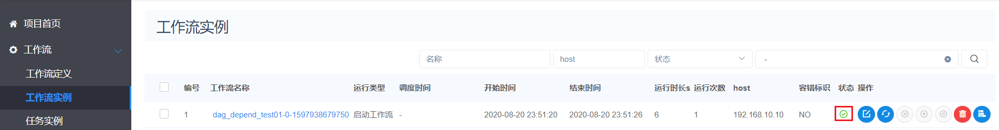 项目首页
工作流
工作流定义
工作流实例
任务实例
工作流实例
名称 host 状态 -
编号 工作流名称 运行类型 调度时间 开始时间 结束时间 运行时长s 运行次数 host 容错标识 状态 操作
1 dag_depend_test01-0-1597938679750 启动工作流 - 2020-08-20 23:51:20 2020-08-20 23:51:26 6 1 192.168.10.10 NO